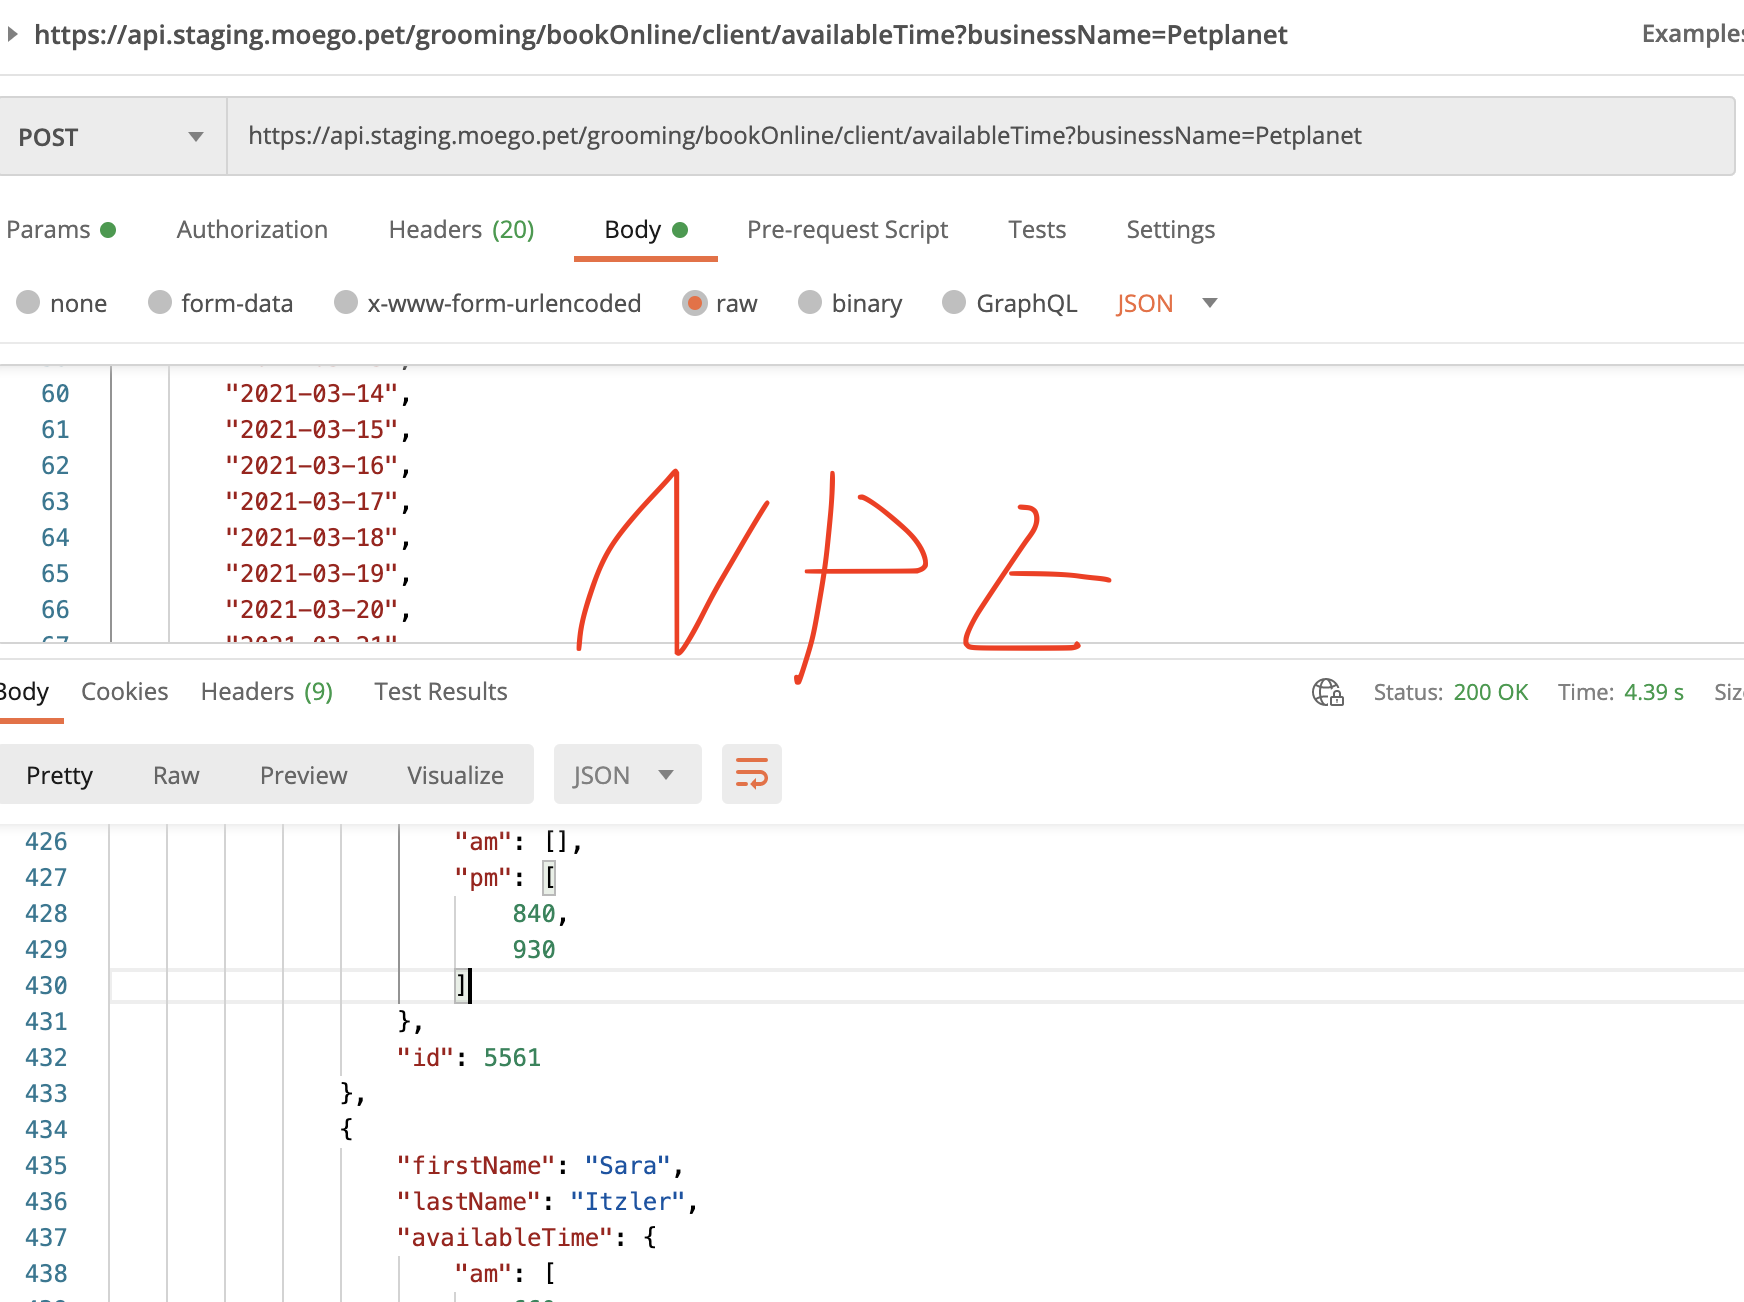 https://api.staging.moego.pet/grooming/bookOnline/client/availableTime?businessName=Petplanet
POST https://api.staging.moego.pet/grooming/bookOnline/client/availableTime?businessName=Petplanet
Params Authorization Headers (20) Body Pre-request Script Tests Settings
none form-data x-www-form-urlencoded raw binary GraphQL JSON
60 "2021-03-14",
61 "2021-03-15",
62 "2021-03-16",
63 "2021-03-17",
64 "2021-03-18",
65 "2021-03-19",
66 "2021-03-20",
67 "2021-03-21"
NPE
Body Cookies Headers (9) Test Results Status: 200 OK Time: 4.39 s
Pretty Raw Preview Visualize JSON
426 "am": [],
427 "pm": [
428 840,
429 930
430 ]
431 },
432 "id": 5561
433 },
434 {
435 "firstName": "Sara",
436 "lastName": "Itzler",
437 "availableTime": {
438 "am": [